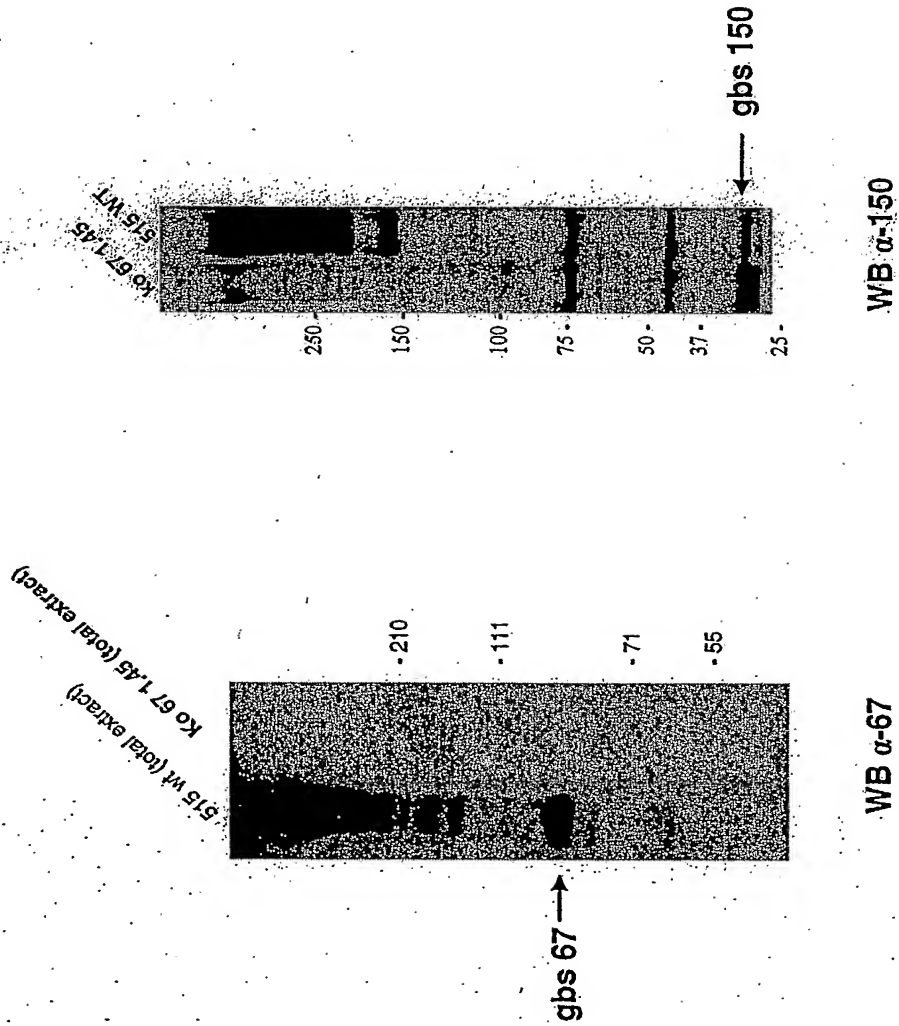 515 wt (total extract)
Ko 67 1,45 (total extract)
- 210
- 111
- 71
- 55
gbs 67
WB α-67
Ko 67 1,45
515 WT
250-
150-
100-
75-
50-
37-
25-
gbs 150
WB α-150